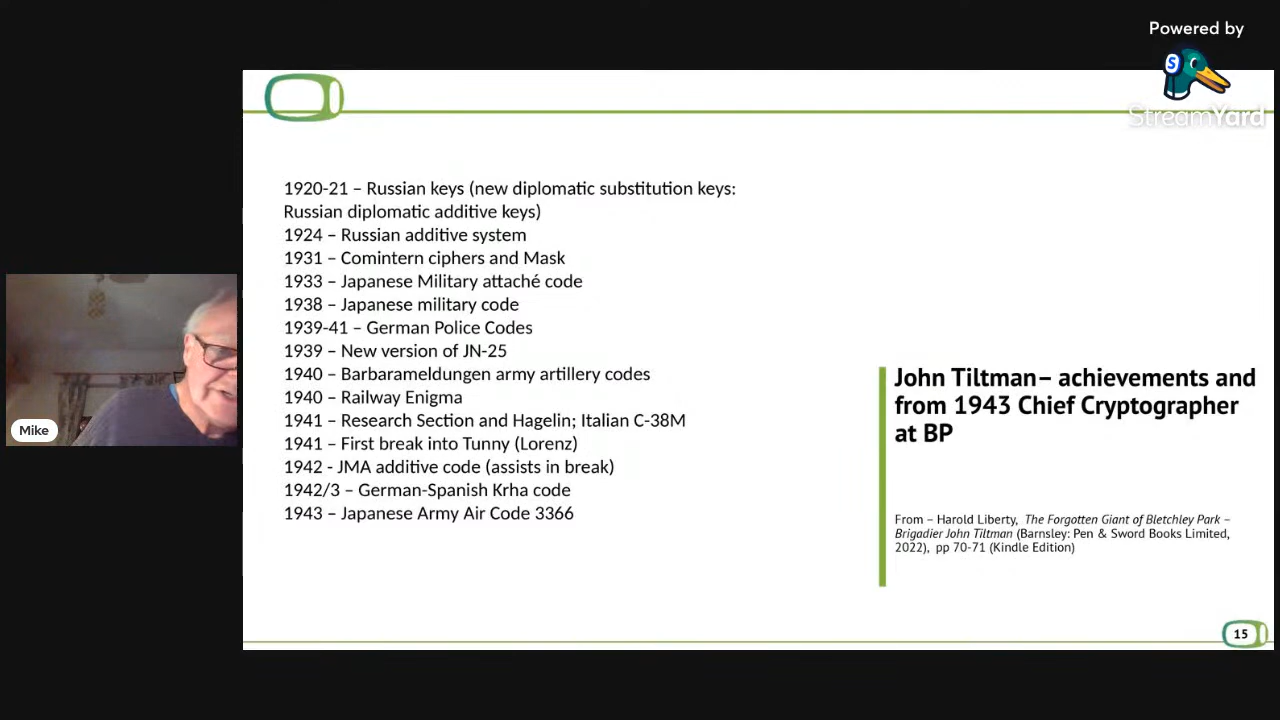 Powered by
S
StreamYard
1920-21 – Russian keys (new diplomatic substitution keys:
Russian diplomatic additive keys)
1924 – Russian additive system
1931 – Comintern ciphers and Mask
1933 – Japanese Military attaché code
1938 – Japanese military code
1939-41 – German Police Codes
1939 – New version of JN-25
1940 – Barbarameldungen army artillery codes
1940 – Railway Enigma
1941 – Research Section and Hagelin; Italian C-38M
1941 – First break into Tunny (Lorenz)
1942 - JMA additive code (assists in break)
1942/3 – German-Spanish Krha code
1943 – Japanese Army Air Code 3366
John Tiltman– achievements and
from 1943 Chief Cryptographer
at BP
From – Harold Liberty, The Forgotten Giant of Bletchley Park –
Brigadier John Tiltman (Barnsley: Pen & Sword Books Limited,
2022), pp 70-71 (Kindle Edition)
Mike
15